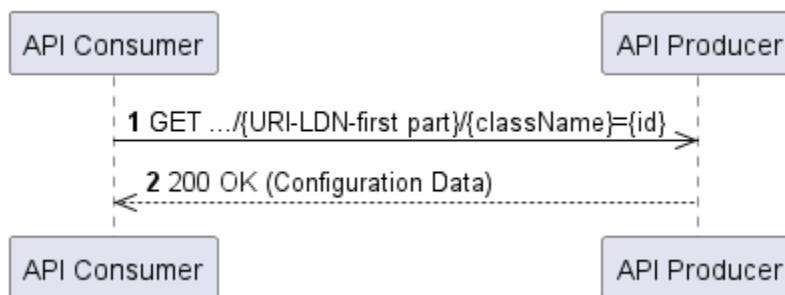 API Consumer
API Producer
1 GET .../{URI-LDN-first part}/{className}={id}
2 200 OK (Configuration Data)
API Consumer
API Producer